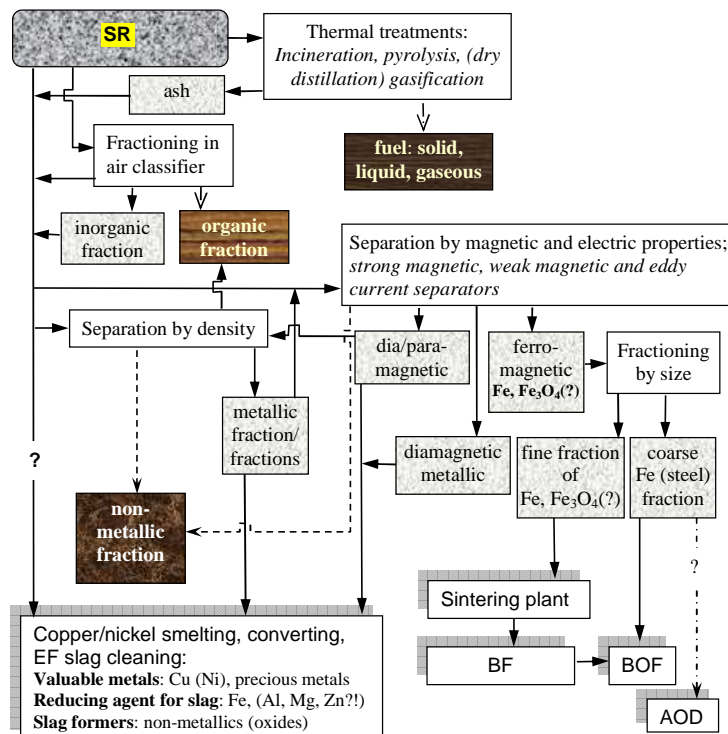 SR
Thermal treatments:
Incineration, pyrolysis, (dry
distillation) gasification
ash
Fractioning in
air classifier
fuel: solid,
liquid, gaseous
inorganic
fraction
organic
fraction
Separation by magnetic and electric properties;
strong magnetic, weak magnetic and eddy
current separators
Separation by density
dia/para-
magnetic
ferro-
magnetic
Fe, Fe₃O₄(?)
Fractioning
by size
metallic
fraction/
fractions
?
diamagnetic
metallic
fine fraction
of
Fe, Fe₃O₄(?)
coarse
Fe (steel)
fraction
non-
metallic
fraction
?
Sintering plant
Copper/nickel smelting, converting,
EF slag cleaning:
Valuable metals: Cu (Ni), precious metals
Reducing agent for slag: Fe, (Al, Mg, Zn?!)
Slag formers: non-metallics (oxides)
BF
BOF
AOD